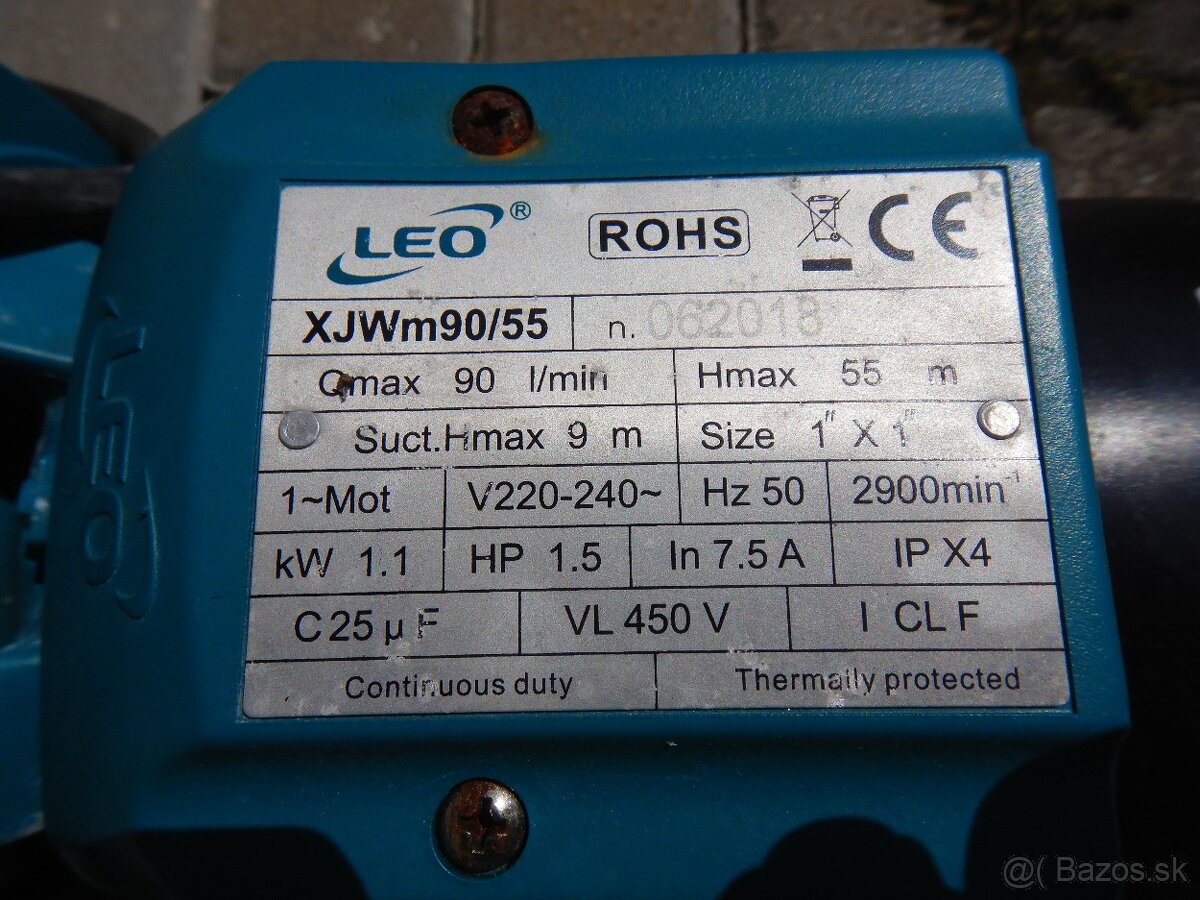 LEO ® ROHS CE
XJWm90/55 n. 062018
Qmax 90 l/min Hmax 55 m
Suct.Hmax 9 m Size 1" X 1"
1~Mot V220-240~ Hz 50 2900min⁻¹
kW 1.1 HP 1.5 In 7.5 A IP X4
C 25 µ F VL 450 V I CL F
Continuous duty Thermally protected
LEO
@( Bazos.sk